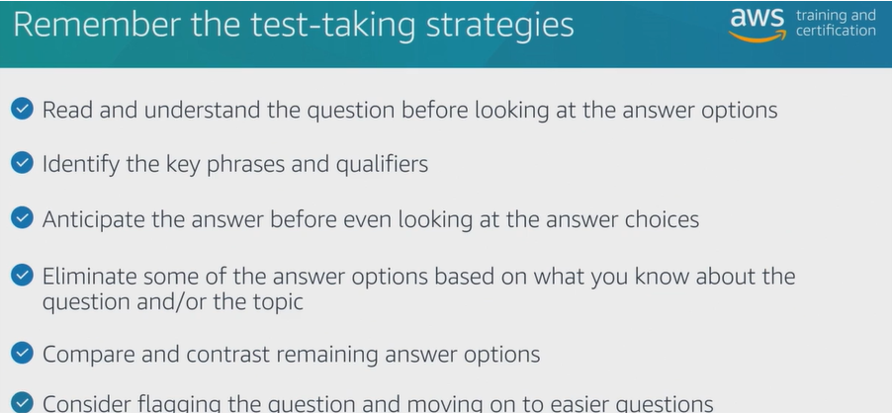 Remember the test-taking strategies
aws training and
certification
Read and understand the question before looking at the answer options
Identify the key phrases and qualifiers
Anticipate the answer before even looking at the answer choices
Eliminate some of the answer options based on what you know about the
question and/or the topic
Compare and contrast remaining answer options
Consider flagging the question and moving on to easier questions